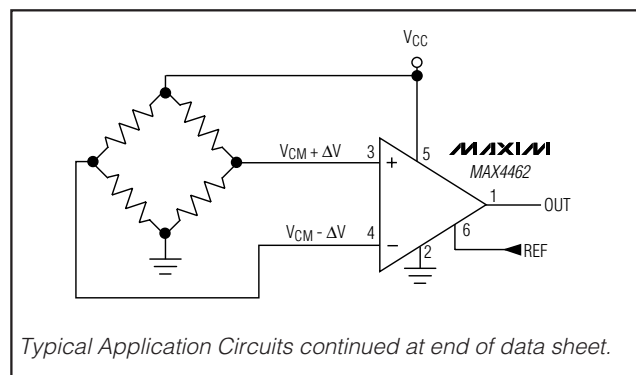 VCC
VCM + ΔV
3
+
5
MAXIM
MAX4462
1
OUT
VCM - ΔV
4
−
2
6
REF
Typical Application Circuits continued at end of data sheet.